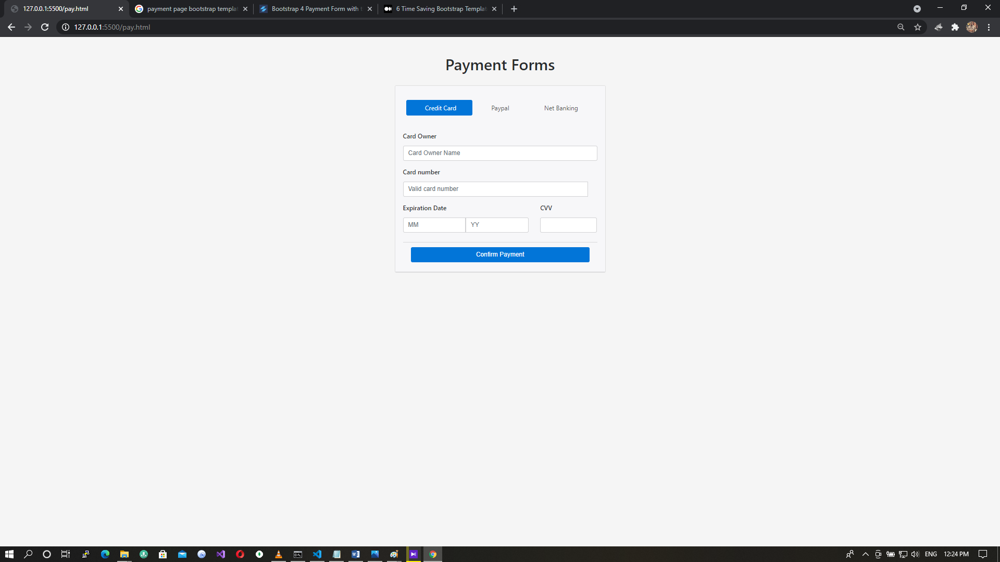 127.0.0.1:5500/pay.html
payment page bootstrap templat
Bootstrap 4 Payment Form with t
6 Time Saving Bootstrap Templat
127.0.0.1:5500/pay.html
Payment Forms
Credit Card
Paypal
Net Banking
Card Owner
Card Owner Name
Card number
Valid card number
Expiration Date
CVV
MM
YY
Confirm Payment
ENG
12:24 PM